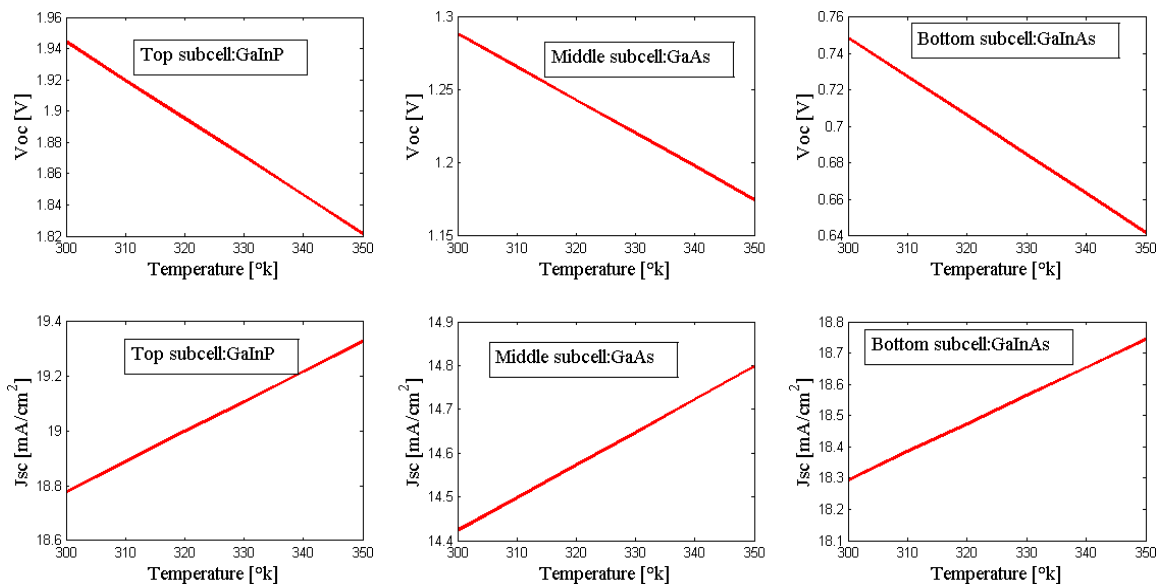 Voc [V]
1.96
1.94
1.92
1.9
1.88
1.86
1.84
1.82
Top subcell:GaInP
300 310 320 330 340 350
Temperature [°k]
Voc [V]
1.3
1.25
1.2
1.15
Middle subcell:GaAs
300 310 320 330 340 350
Temperature [°k]
Voc [V]
0.76
0.74
0.72
0.7
0.68
0.66
0.64
Bottom subcell:GaInAs
300 310 320 330 340 350
Temperature [°k]
Jsc [mA/cm²]
19.4
19.2
19
18.8
18.6
Top subcell:GaInP
300 310 320 330 340 350
Temperature [°k]
Jsc [mA/cm²]
14.9
14.8
14.7
14.6
14.5
14.4
Middle subcell:GaAs
300 310 320 330 340 350
Temperature [°k]
Jsc [mA/cm²]
18.8
18.7
18.6
18.5
18.4
18.3
18.2
18.1
Bottom subcell:GaInAs
300 310 320 330 340 350
Temperature [°k]